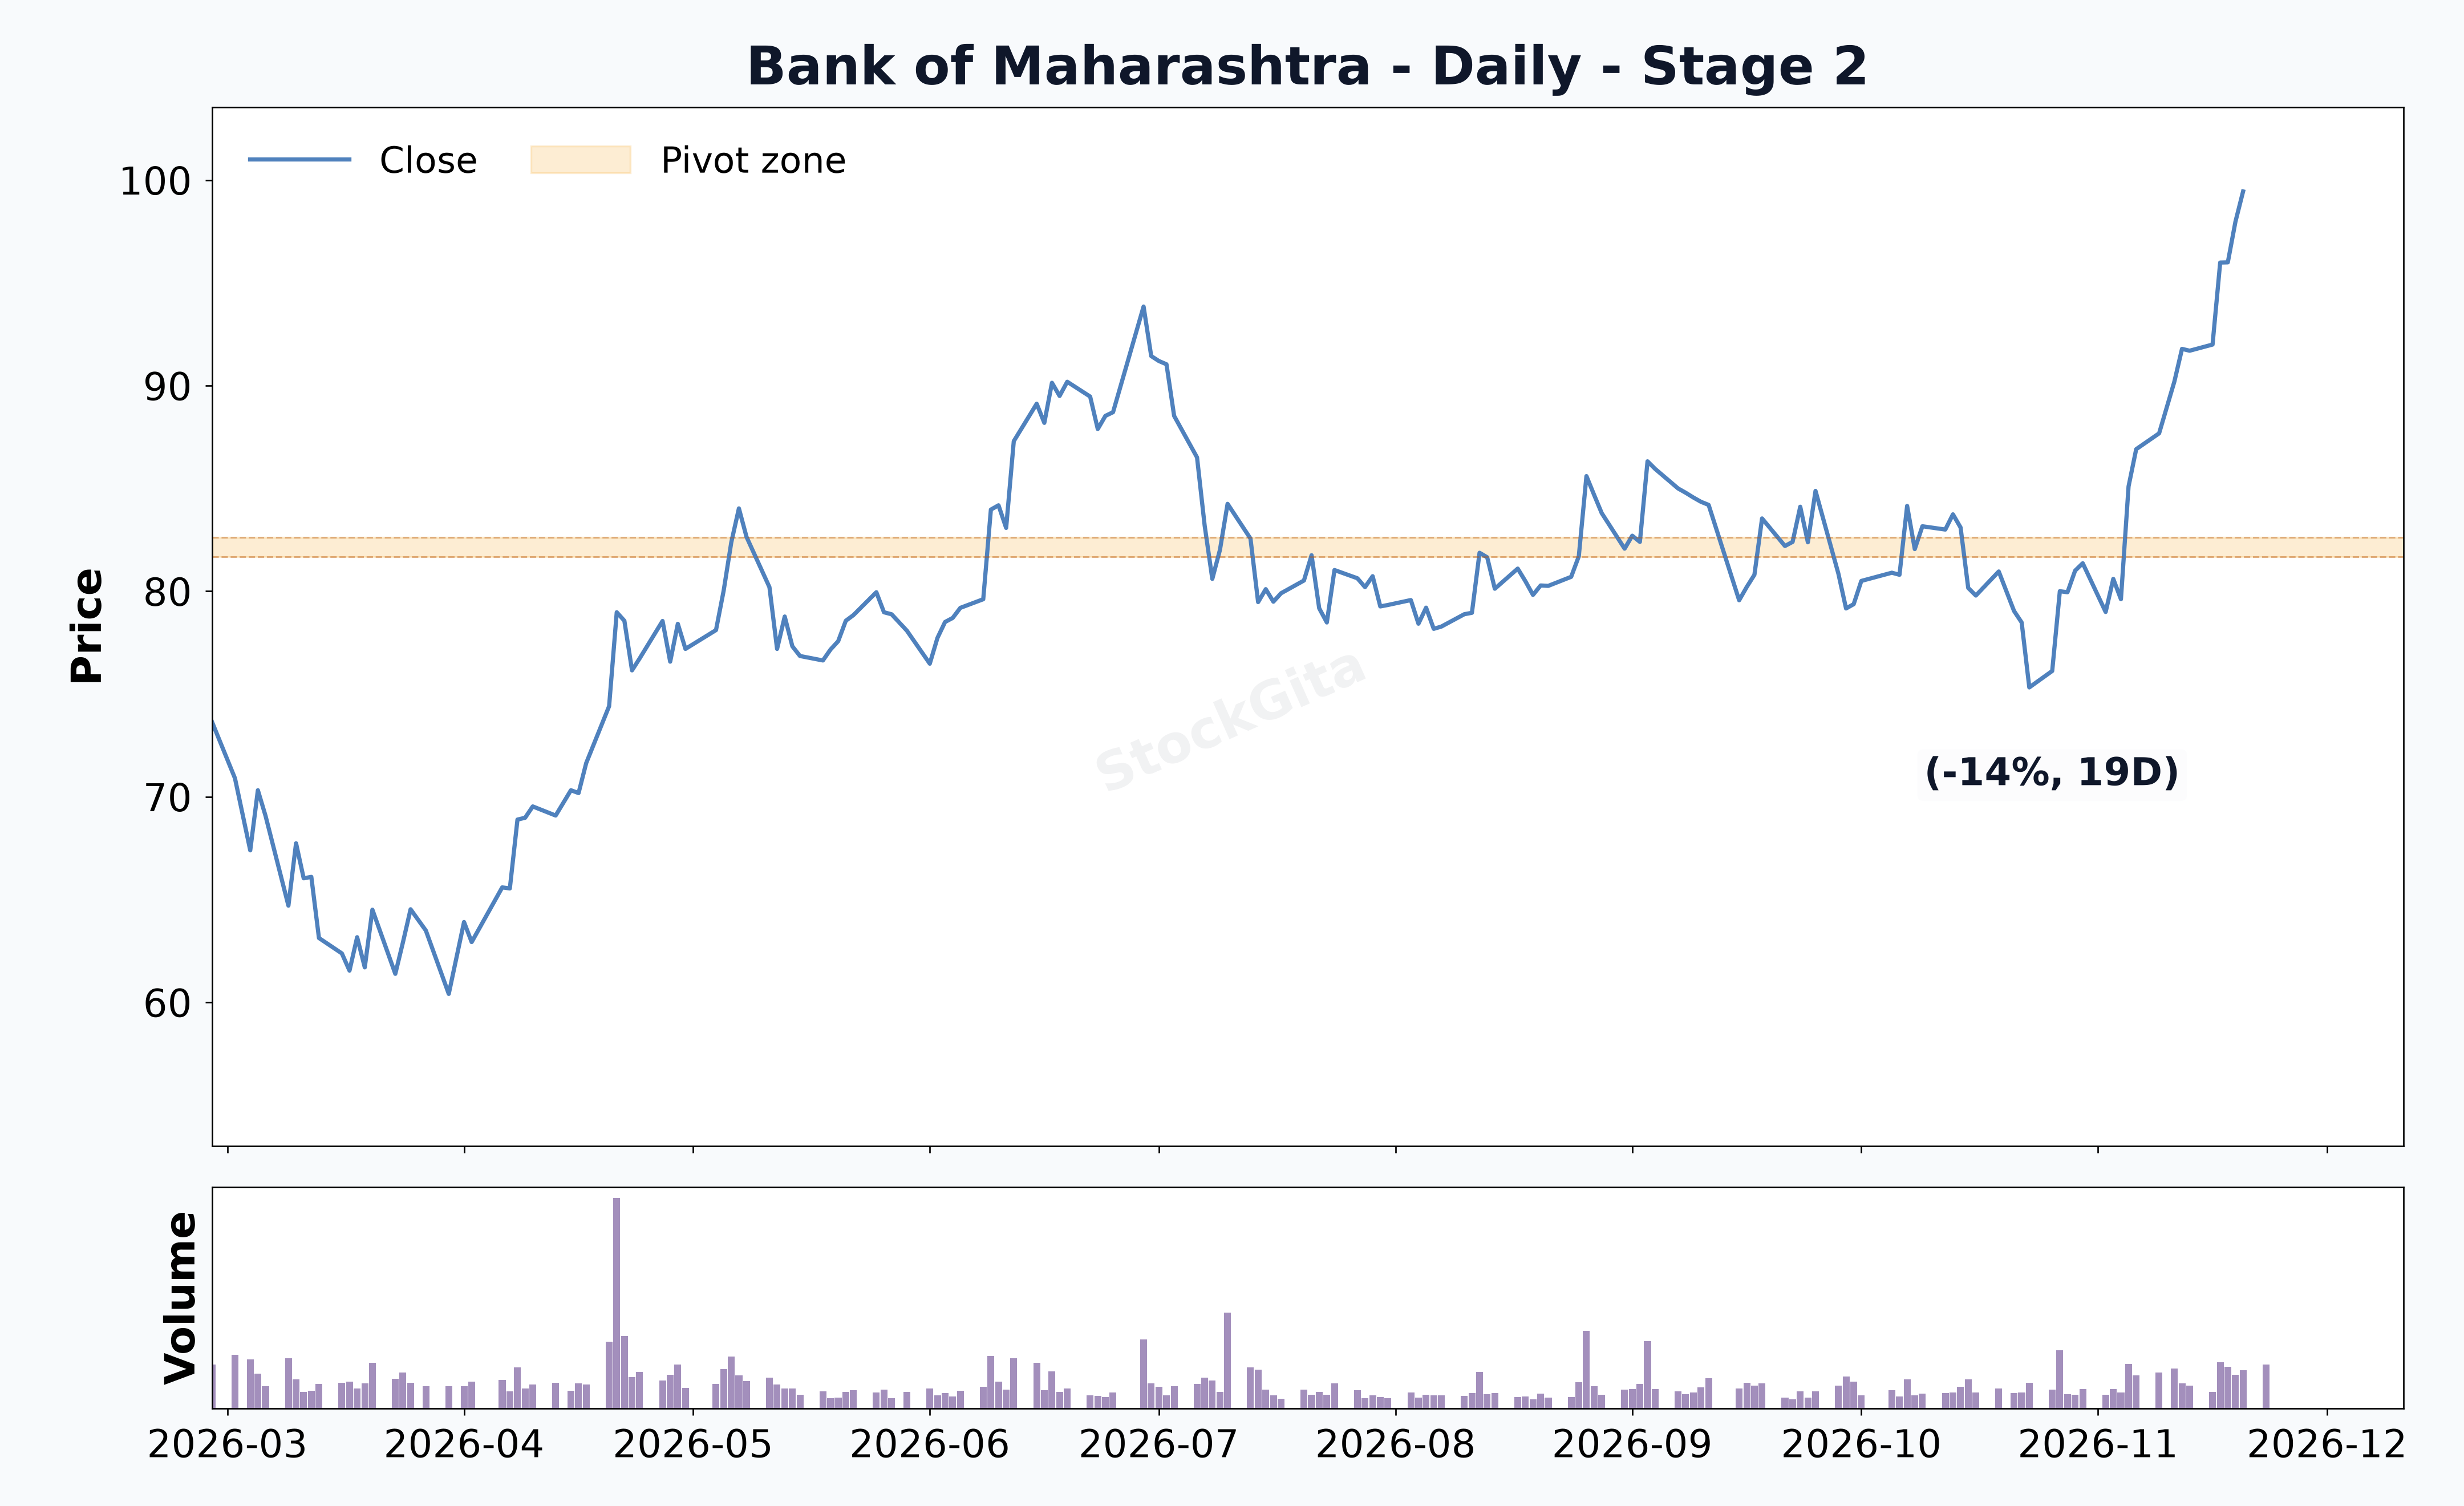 Bank of Maharashtra - Daily - Stage 2
Close
Pivot zone
100
90
80
70
60
Price
StockGita
(-14%, 19D)
Volume
2026-03
2026-04
2026-05
2026-06
2026-07
2026-08
2026-09
2026-10
2026-11
2026-12